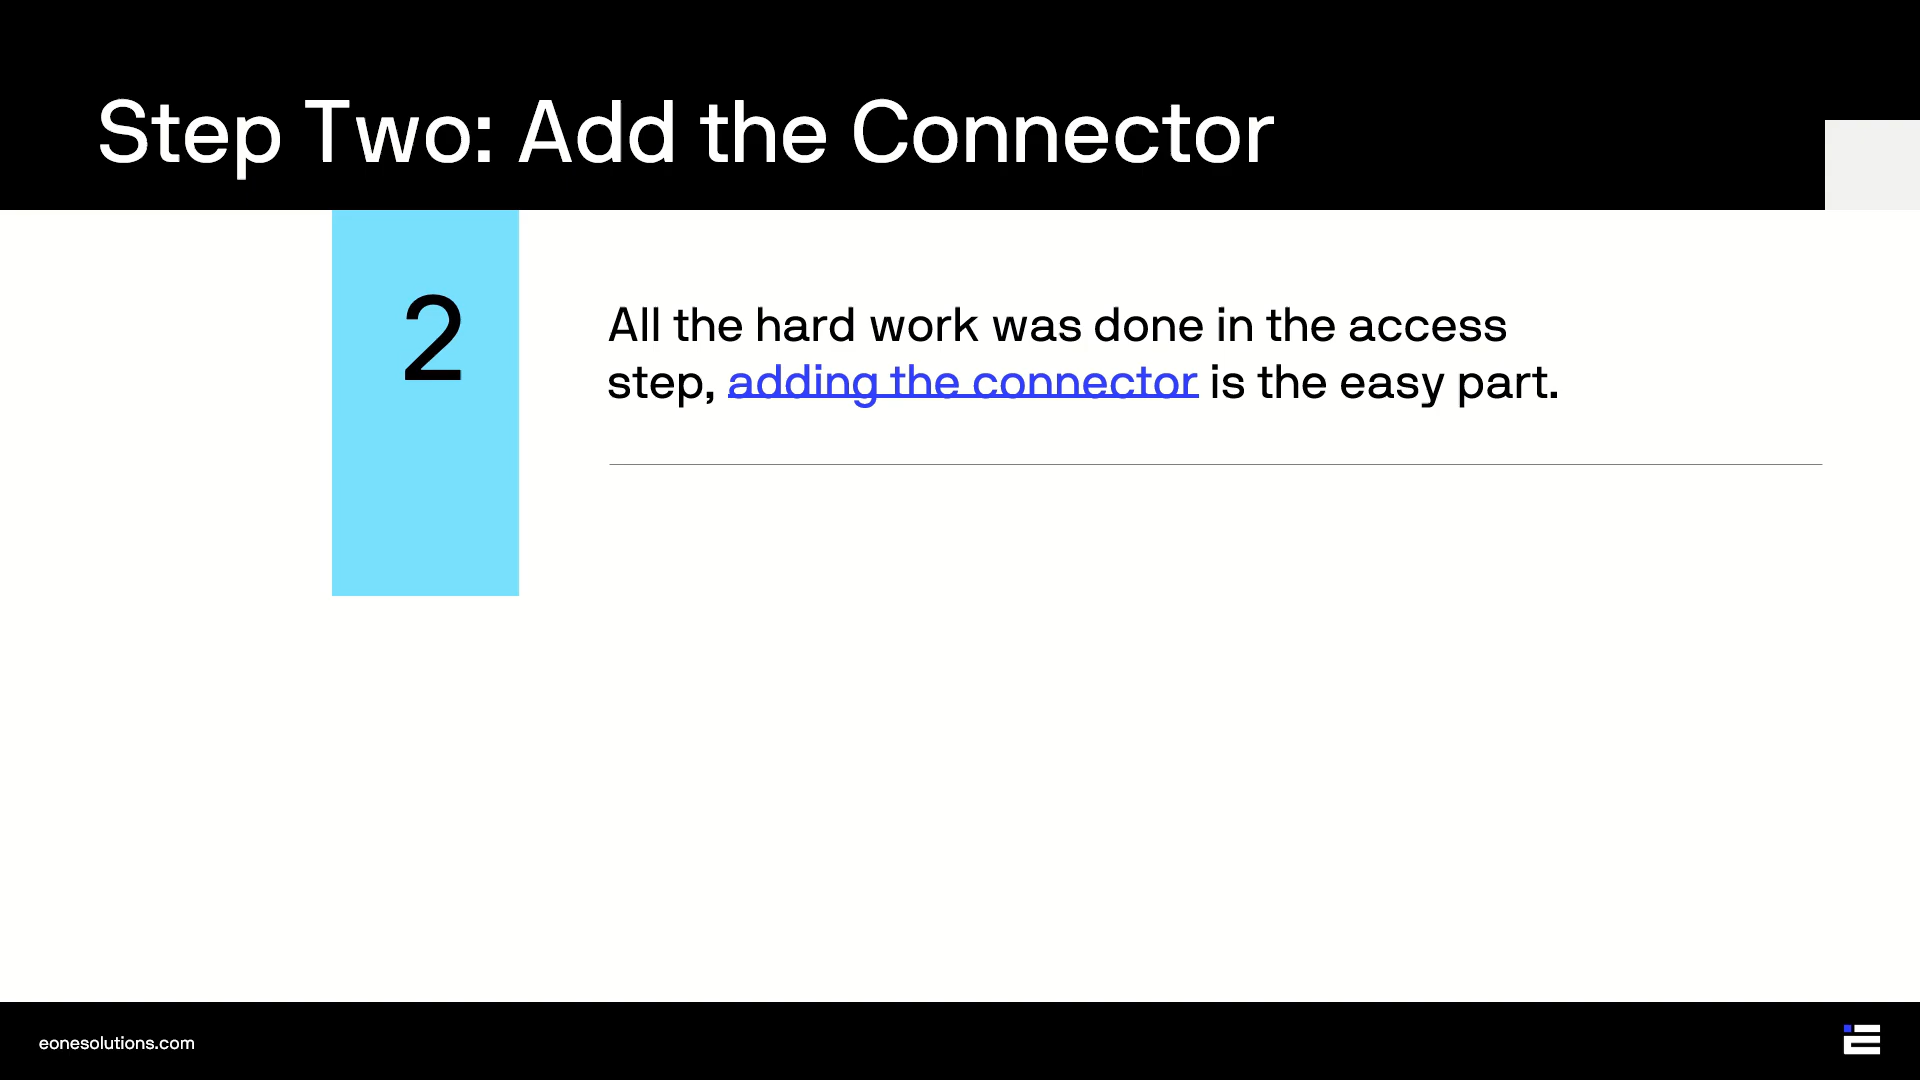 Step Two: Add the Connector
2
All the hard work was done in the access
step, adding the connector is the easy part.
eonesolutions.com